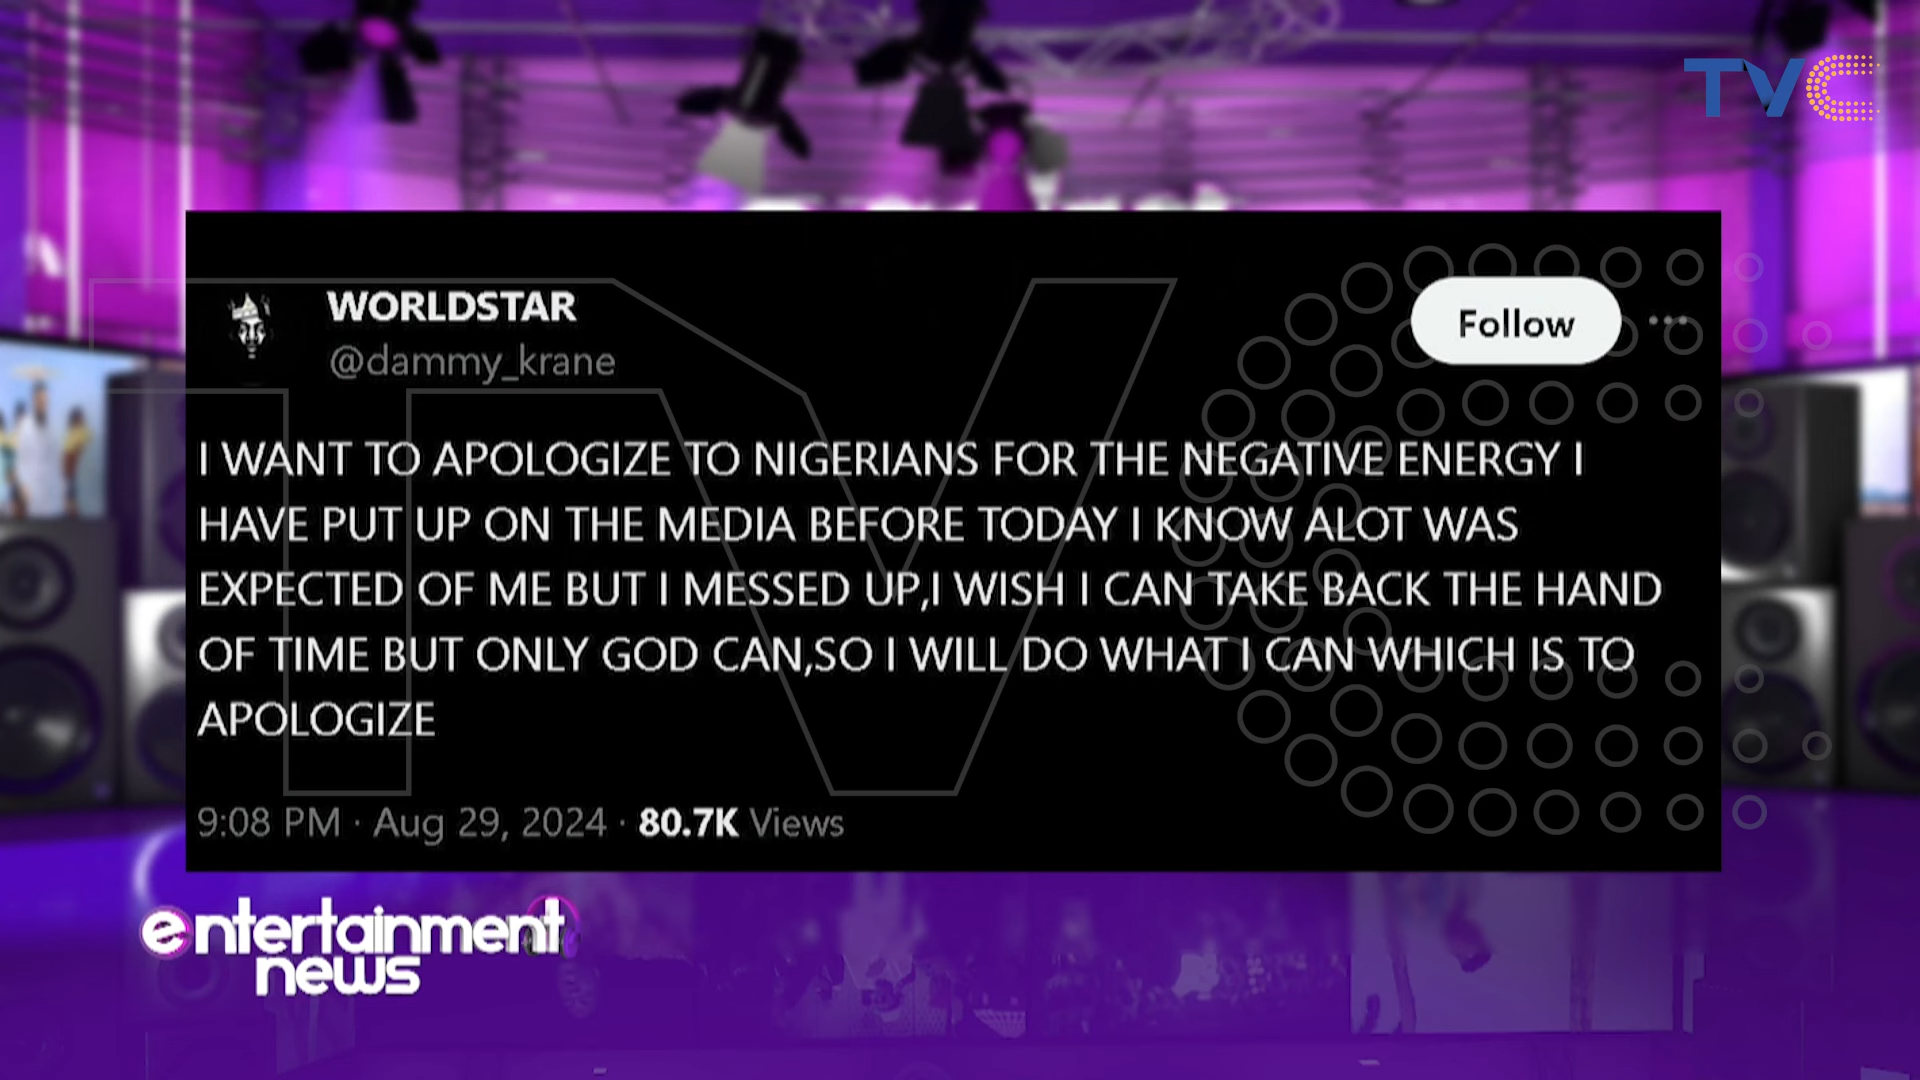 TVC
WORLDSTAR
@dammy_krane
Follow
I WANT TO APOLOGIZE TO NIGERIANS FOR THE NEGATIVE ENERGY I
HAVE PUT UP ON THE MEDIA BEFORE TODAY I KNOW ALOT WAS
EXPECTED OF ME BUT I MESSED UP,I WISH I CAN TAKE BACK THE HAND
OF TIME BUT ONLY GOD CAN,SO I WILL DO WHAT I CAN WHICH IS TO
APOLOGIZE
9:08 PM · Aug 29, 2024 · 80.7K Views
entertainment
news